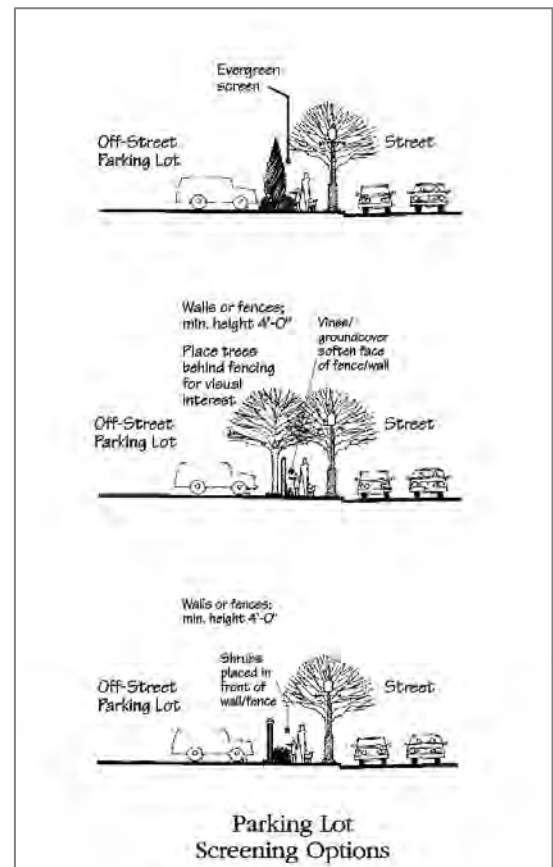 Evergreen
screen
Off-Street
Parking Lot
Street
Walls or fences;
min. height 4'-0"
Place trees
behind fencing
for visual
interest
Vines/
groundcover
soften face
of fence/wall
Off-Street
Parking Lot
Street
Walls or fences;
min. height 4'-0"
Shrubs
placed in
front of
wall/fence
Off-Street
Parking Lot
Street
Parking Lot
Screening Options